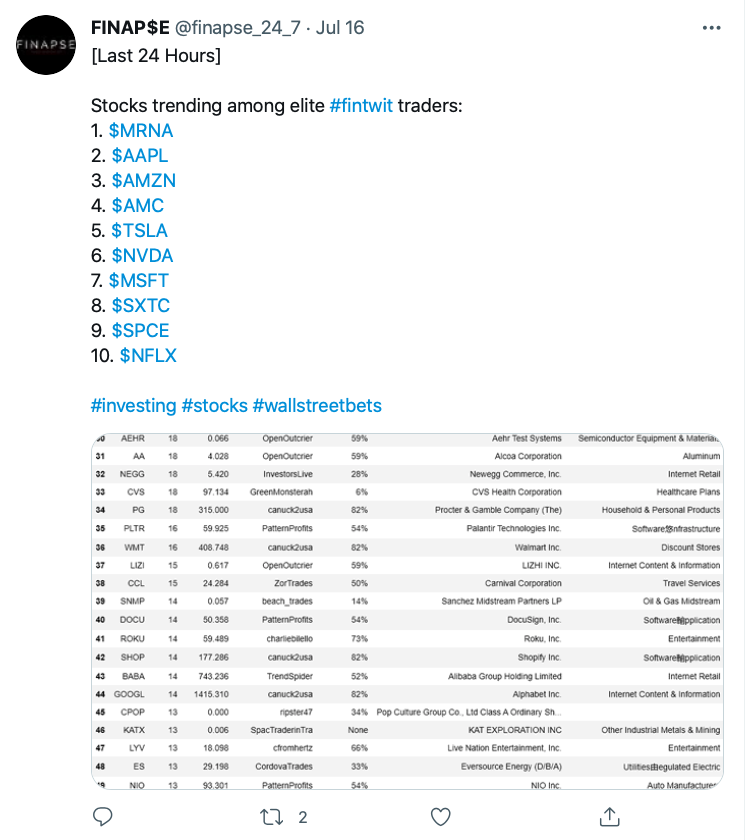 FINAPSE
FINAP$E @finapse_24_7 · Jul 16
[Last 24 Hours]
Stocks trending among elite #fintwit traders:
1. $MRNA
2. $AAPL
3. $AMZN
4. $AMC
5. $TSLA
6. $NVDA
7. $MSFT
8. $SXTC
9. $SPCE
10. $NFLX
#investing #stocks #wallstreetbets
AEHR 18 0.066 OpenOutcrier 59% Aehr Test Systems Semiconductor Equipment & Materials
31 AA 18 4.028 OpenOutcrier 59% Alcoa Corporation Aluminum
32 NEGG 18 5.420 InvestorsLive 28% Newegg Commerce, Inc. Internet Retail
33 CVS 18 97.134 GreenMonsterah 6% CVS Health Corporation Healthcare Plans
34 PG 18 315.000 canuck2usa 82% Procter & Gamble Company (The) Household & Personal Products
35 PLTR 16 59.925 PatternProfits 54% Palantir Technologies Inc. Software Infrastructure
36 WMT 16 408.748 canuck2usa 82% Walmart Inc. Discount Stores
37 LIZI 15 0.617 OpenOutcrier 59% LIZHI INC. Internet Content & Information
38 CCL 15 24.284 ZorTrades 50% Carnival Corporation Travel Services
39 SNMP 14 0.057 beach_trades 14% Sanchez Midstream Partners LP Oil & Gas Midstream
40 DOCU 14 50.358 PatternProfits 54% DocuSign, Inc. Software pplication
41 ROKU 14 59.489 charliebilello 73% Roku, Inc. Entertainment
42 SHOP 14 177.286 canuck2usa 82% Shopify Inc. Software pplication
43 BABA 14 743.236 TrendSpider 52% Alibaba Group Holding Limited Internet Retail
44 GOOGL 14 1415.310 canuck2usa 82% Alphabet Inc. Internet Content & Information
45 CPOP 13 0.000 ripster47 34% Pop Culture Group Co., Ltd Class A Ordinary Sh...
46 KATX 13 0.006 SpacTraderinTra None KAT EXPLORATION INC Other Industrial Metals & Mining
47 LYV 13 18.098 cfromhertz 66% Live Nation Entertainment, Inc. Entertainment
48 ES 13 29.198 CordovaTrades 33% Eversource Energy (D/B/A) Utilities egulated Electric
NIO 13 93.301 PatternProfits 54% NIO Inc. Auto Manufacturers
2